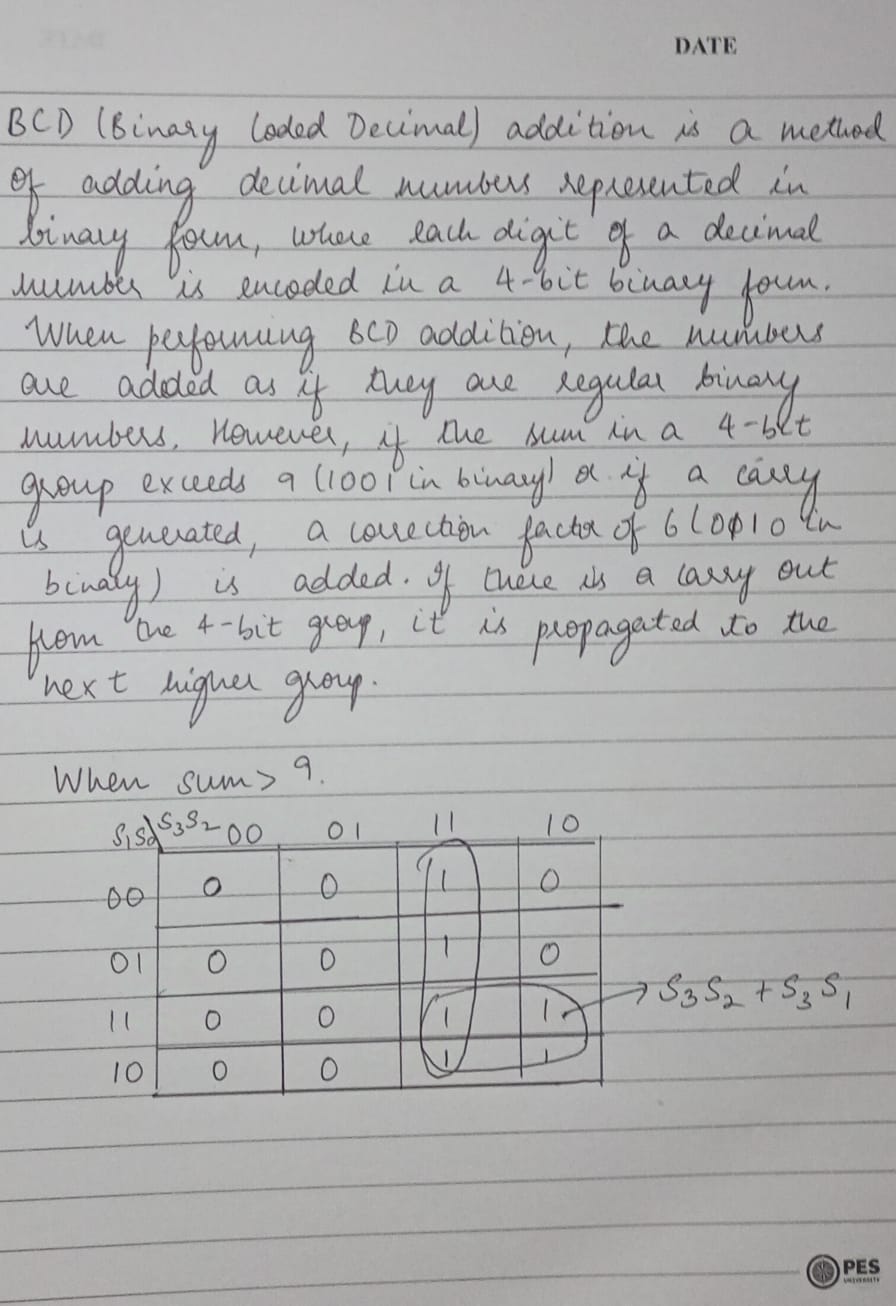 DATE
BCD (Binary Coded Decimal) addition is a method
of adding decimal numbers represented in
binary form, where each digit of a decimal
number is encoded in a 4-bit binary form.
When performing BCD addition, the numbers
are added as if they are regular binary
numbers. However, if the sum in a 4-bit
group exceeds 9 (1001 in binary) or if a carry
is generated, a correction factor of 6 (0110 in
binary) is added. If there is a carry out
from the 4-bit group, it is propagated to the
next higher group.
When sum > 9.
S1S0\S3S2 00 01 11 10
00 0 0 1 0
01 0 0 1 0
11 0 0 1 1 → S3S2 + S3S1
10 0 0 1 1
PES
UNIVERSITY